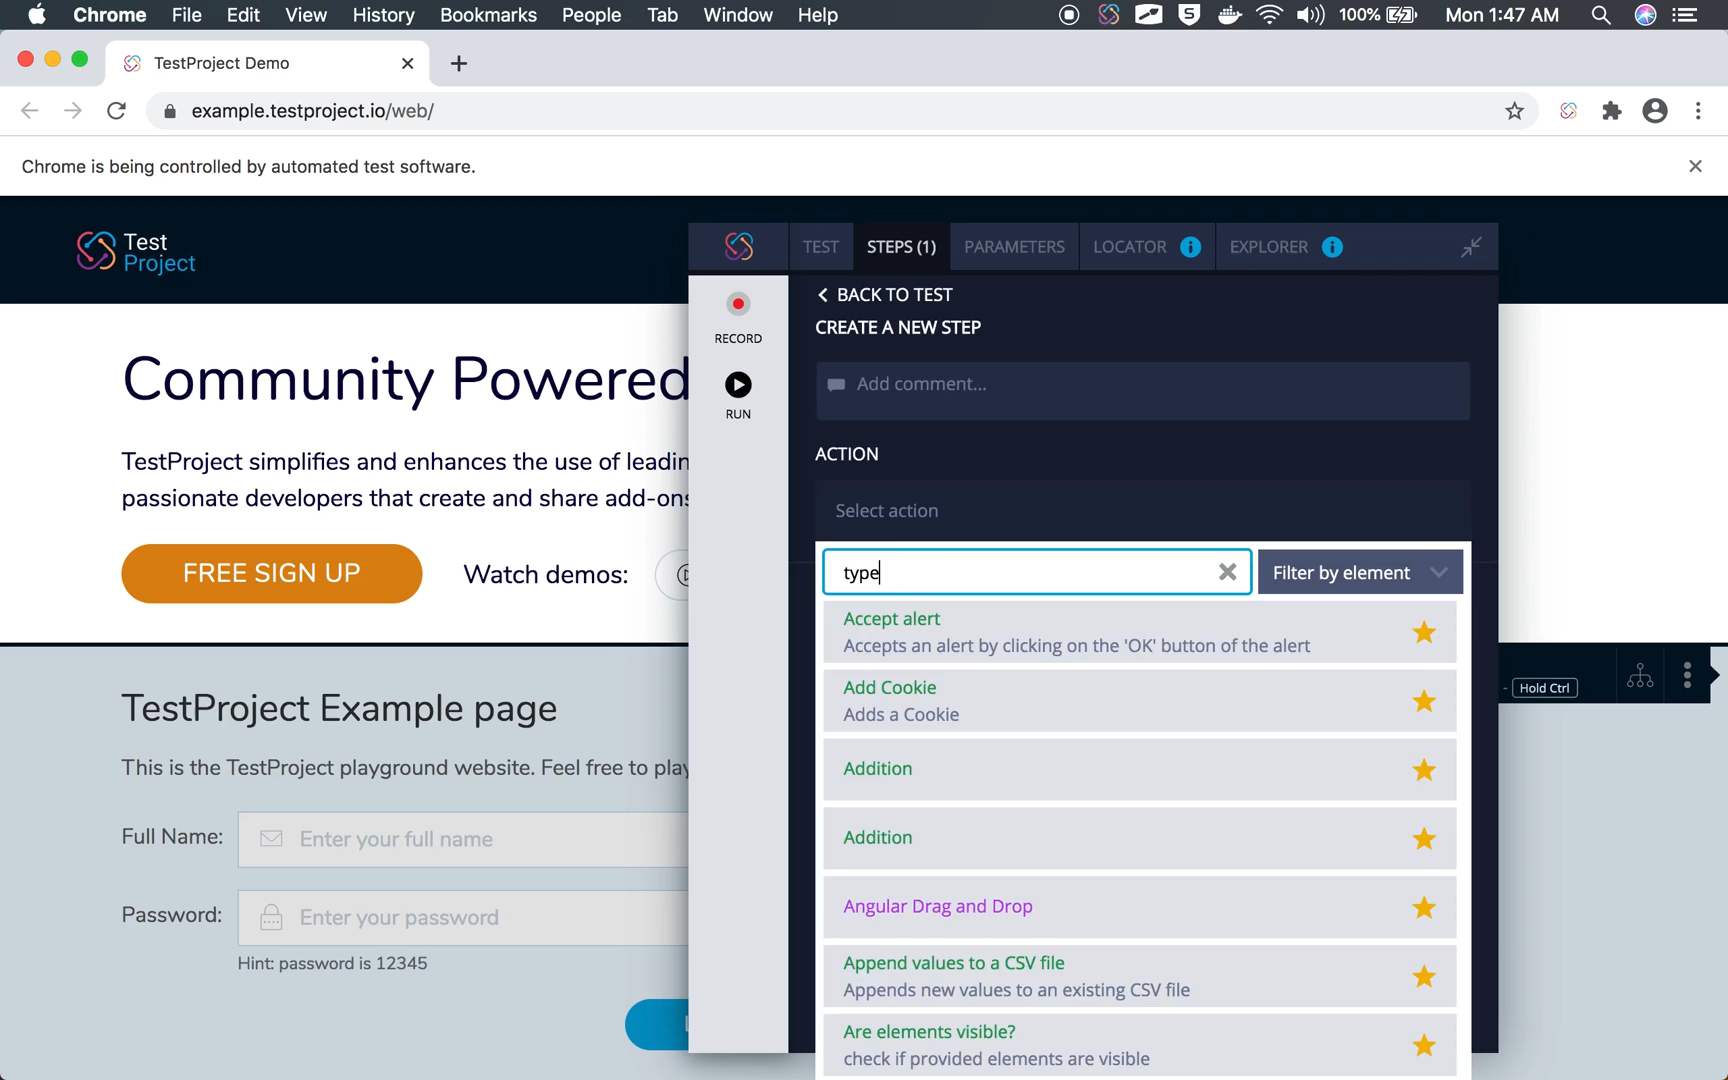 Chrome File Edit View History Bookmarks People Tab Window Help 100% Mon 1:47 AM
TestProject Demo
example.testproject.io/web/
Chrome is being controlled by automated test software.
Test
Project
TEST STEPS (1) PARAMETERS LOCATOR EXPLORER
RECORD
RUN
BACK TO TEST
CREATE A NEW STEP
Add comment...
ACTION
Select action
type
Filter by element
Accept alert
Accepts an alert by clicking on the 'OK' button of the alert
Add Cookie
Adds a Cookie
Addition
Addition
Angular Drag and Drop
Append values to a CSV file
Appends new values to an existing CSV file
Are elements visible?
check if provided elements are visible
Community Powered
TestProject simplifies and enhances the use of
passionate developers that create and share
FREE SIGN UP
Watch demos:
- Hold Ctrl
TestProject Example page
This is the TestProject playground website. Feel free to
Full Name:
Enter your full name
Password:
Enter your password
Hint: password is 12345